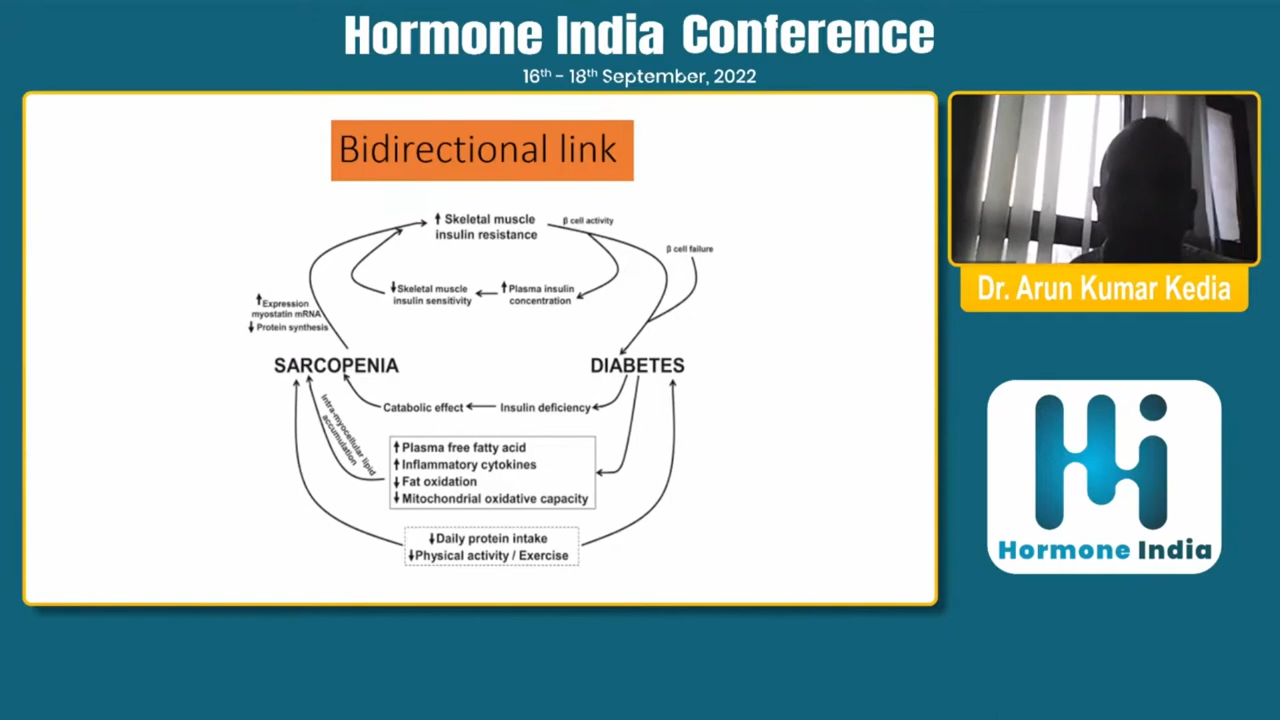 Hormone India Conference
16th - 18th September, 2022
Bidirectional link
↑ Skeletal muscle
insulin resistance
β cell activity
β cell failure
↓Skeletal muscle
insulin sensitivity
↑ Plasma insulin
concentration
↑Expression
myostatin mRNA
↓ Protein synthesis
SARCOPENIA
DIABETES
Catabolic effect
Insulin deficiency
Intra-myocellular lipid
accumulation
↑ Plasma free fatty acid
↑ Inflammatory cytokines
↓ Fat oxidation
↓ Mitochondrial oxidative capacity
↓Daily protein intake
↓Physical activity / Exercise
Dr. Arun Kumar Kedia
Hi
Hormone India